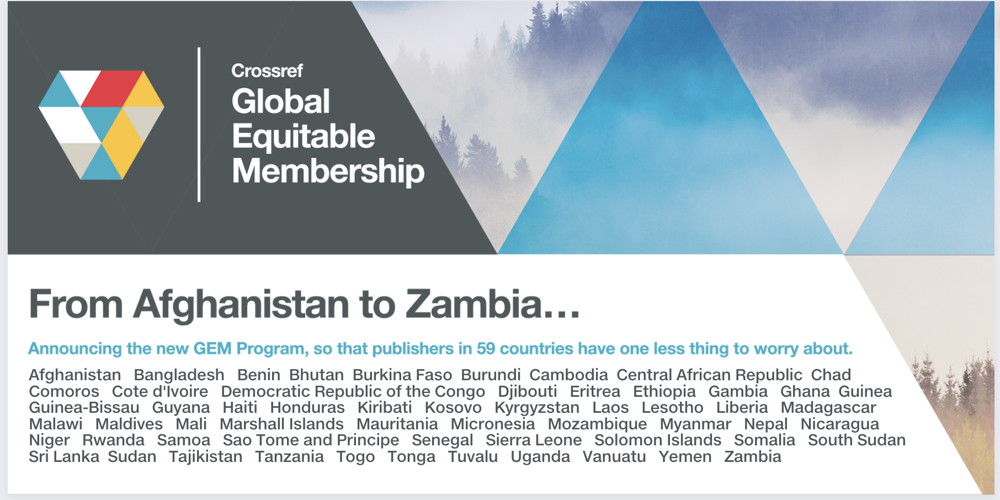 Crossref
Global
Equitable
Membership
From Afghanistan to Zambia...
Announcing the new GEM Program, so that publishers in 59 countries have one less thing to worry about.
Afghanistan Bangladesh Benin Bhutan Burkina Faso Burundi Cambodia Central African Republic Chad
Comoros Cote d'Ivoire Democratic Republic of the Congo Djibouti Eritrea Ethiopia Gambia Ghana Guinea
Guinea-Bissau Guyana Haiti Honduras Kiribati Kosovo Kyrgyzstan Laos Lesotho Liberia Madagascar
Malawi Maldives Mali Marshall Islands Mauritania Micronesia Mozambique Myanmar Nepal Nicaragua
Niger Rwanda Samoa Sao Tome and Principe Senegal Sierra Leone Solomon Islands Somalia South Sudan
Sri Lanka Sudan Tajikistan Tanzania Togo Tonga Tuvalu Uganda Vanuatu Yemen Zambia